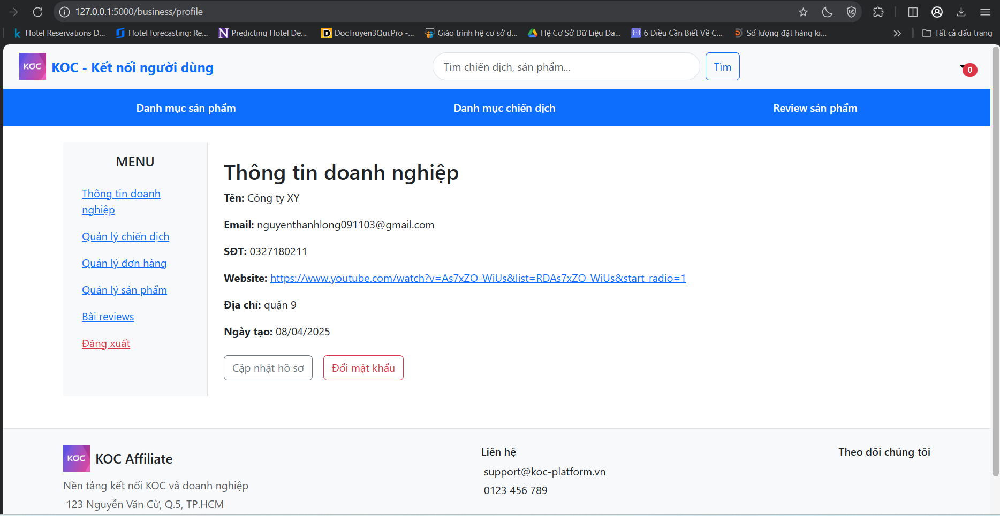 127.0.0.1:5000/business/profile
Hotel Reservations D...
Hotel forecasting: Re...
Predicting Hotel De...
DocTruyen3Qui.Pro -...
Giáo trình hệ cơ sở d...
Hệ Cơ Sở Dữ Liệu Đa...
6 Điều Cần Biết Về C...
Số lượng đặt hàng ki...
Tất cả dấu trang
KOC
KOC - Kết nối người dùng
Tìm chiến dịch, sản phẩm...
Tìm
0
Danh mục sản phẩm
Danh mục chiến dịch
Review sản phẩm
MENU
Thông tin doanh
nghiệp
Quản lý chiến dịch
Quản lý đơn hàng
Quản lý sản phẩm
Bài reviews
Đăng xuất
Thông tin doanh nghiệp
Tên: Công ty XY
Email: nguyenthanhlong091103@gmail.com
SĐT: 0327180211
Website: https://www.youtube.com/watch?v=As7xZO-WiUs&list=RDAs7xZO-WiUs&start_radio=1
Địa chỉ: quận 9
Ngày tạo: 08/04/2025
Cập nhật hồ sơ
Đổi mật khẩu
KOC
KOC Affiliate
Nền tảng kết nối KOC và doanh nghiệp
123 Nguyễn Văn Cừ, Q.5, TP.HCM
Liên hệ
support@koc-platform.vn
0123 456 789
Theo dõi chúng tôi